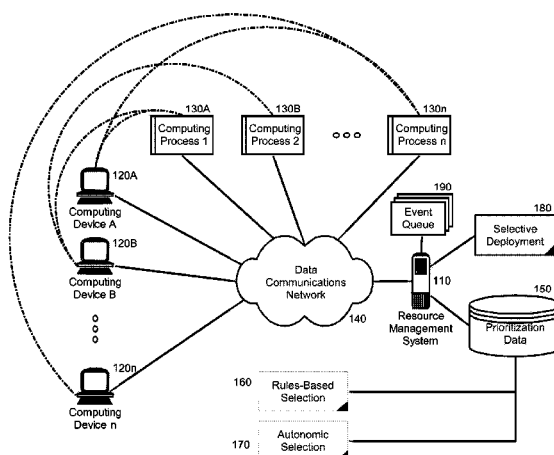 130A
130B
130n
Computing
Process 1
Computing
Process 2
Computing
Process n
120A
Computing
Device A
190
Event
Queue
180
Selective
Deployment
120B
Computing
Device B
Data
Communications
Network
140
110
Resource
Management
System
150
Prioritization
Data
120n
Computing
Device n
160
Rules-Based
Selection
170
Autonomic
Selection